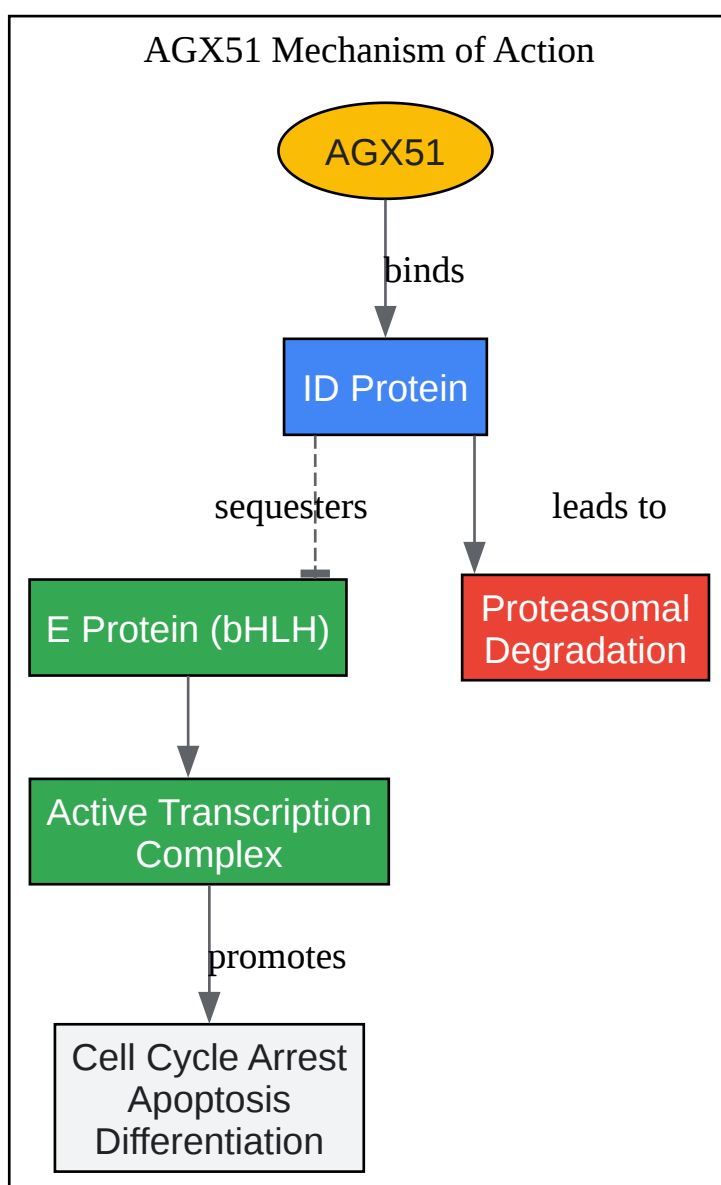 AGX51 Mechanism of Action
AGX51
binds
ID Protein
sequesters
leads to
E Protein (bHLH)
Proteasomal
Degradation
Active Transcription
Complex
promotes
Cell Cycle Arrest
Apoptosis
Differentiation